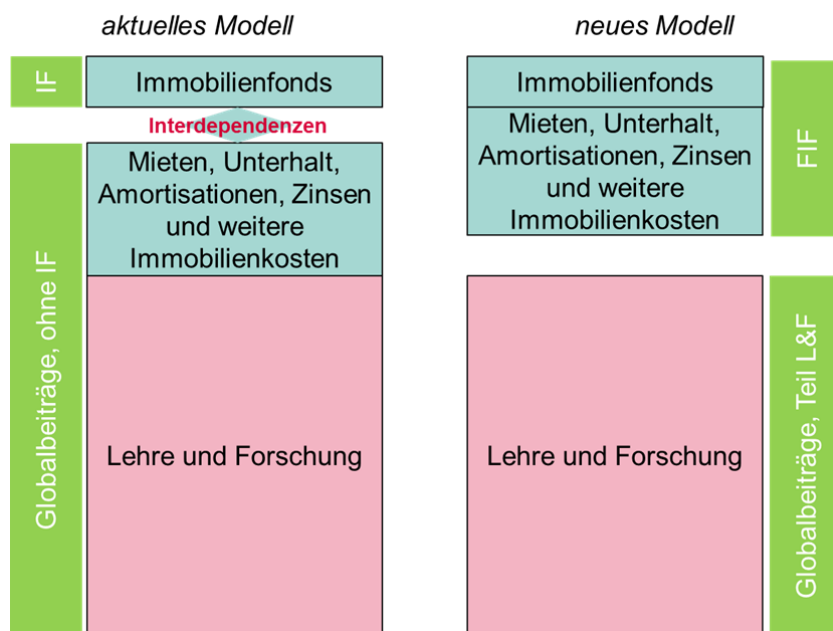 aktuelles Modell
IF
Immobilienfonds
Interdependenzen
Globalbeiträge, ohne IF
Mieten, Unterhalt,
Amortisationen, Zinsen
und weitere
Immobilienkosten
Lehre und Forschung
neues Modell
Immobilienfonds
Mieten, Unterhalt,
Amortisationen, Zinsen
und weitere
Immobilienkosten
FIF
Lehre und Forschung
Globalbeiträge, Teil L&F